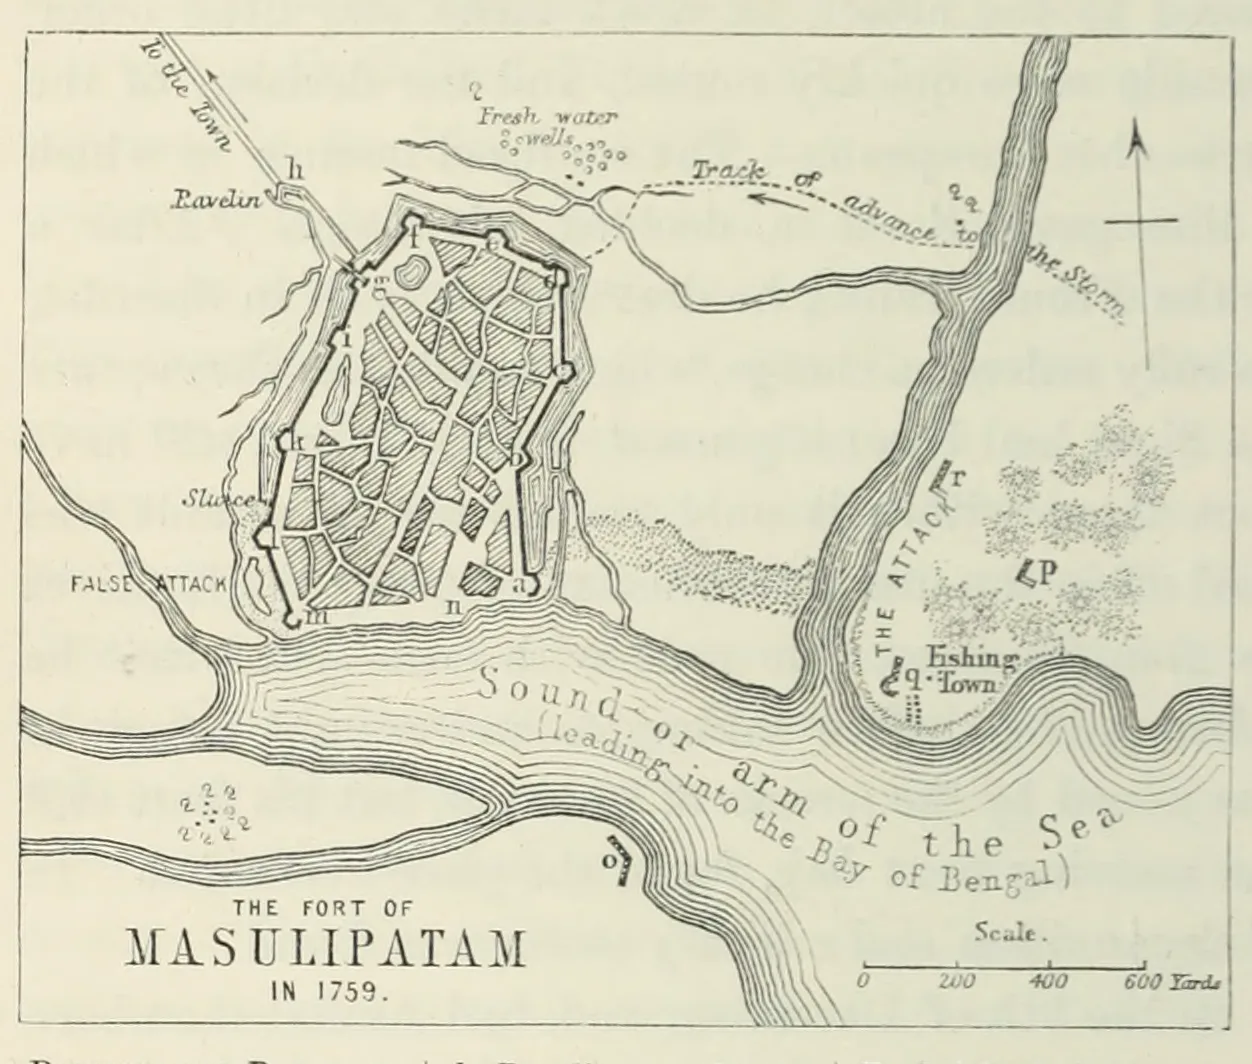 To the Town
Fresh water
wells
h
Ravelin
Track of advance to the Storm
f
e
d
g
i
c
k
b
Sluice
r
THE ATTACK
l
P
FALSE ATTACK
a
n
m
Fishing
Town
q
Sound or arm of the Sea
(leading into the Bay of Bengal)
o
THE FORT OF
MASULIPATAM
IN 1759.
Scale.
0 200 400 600 Yards